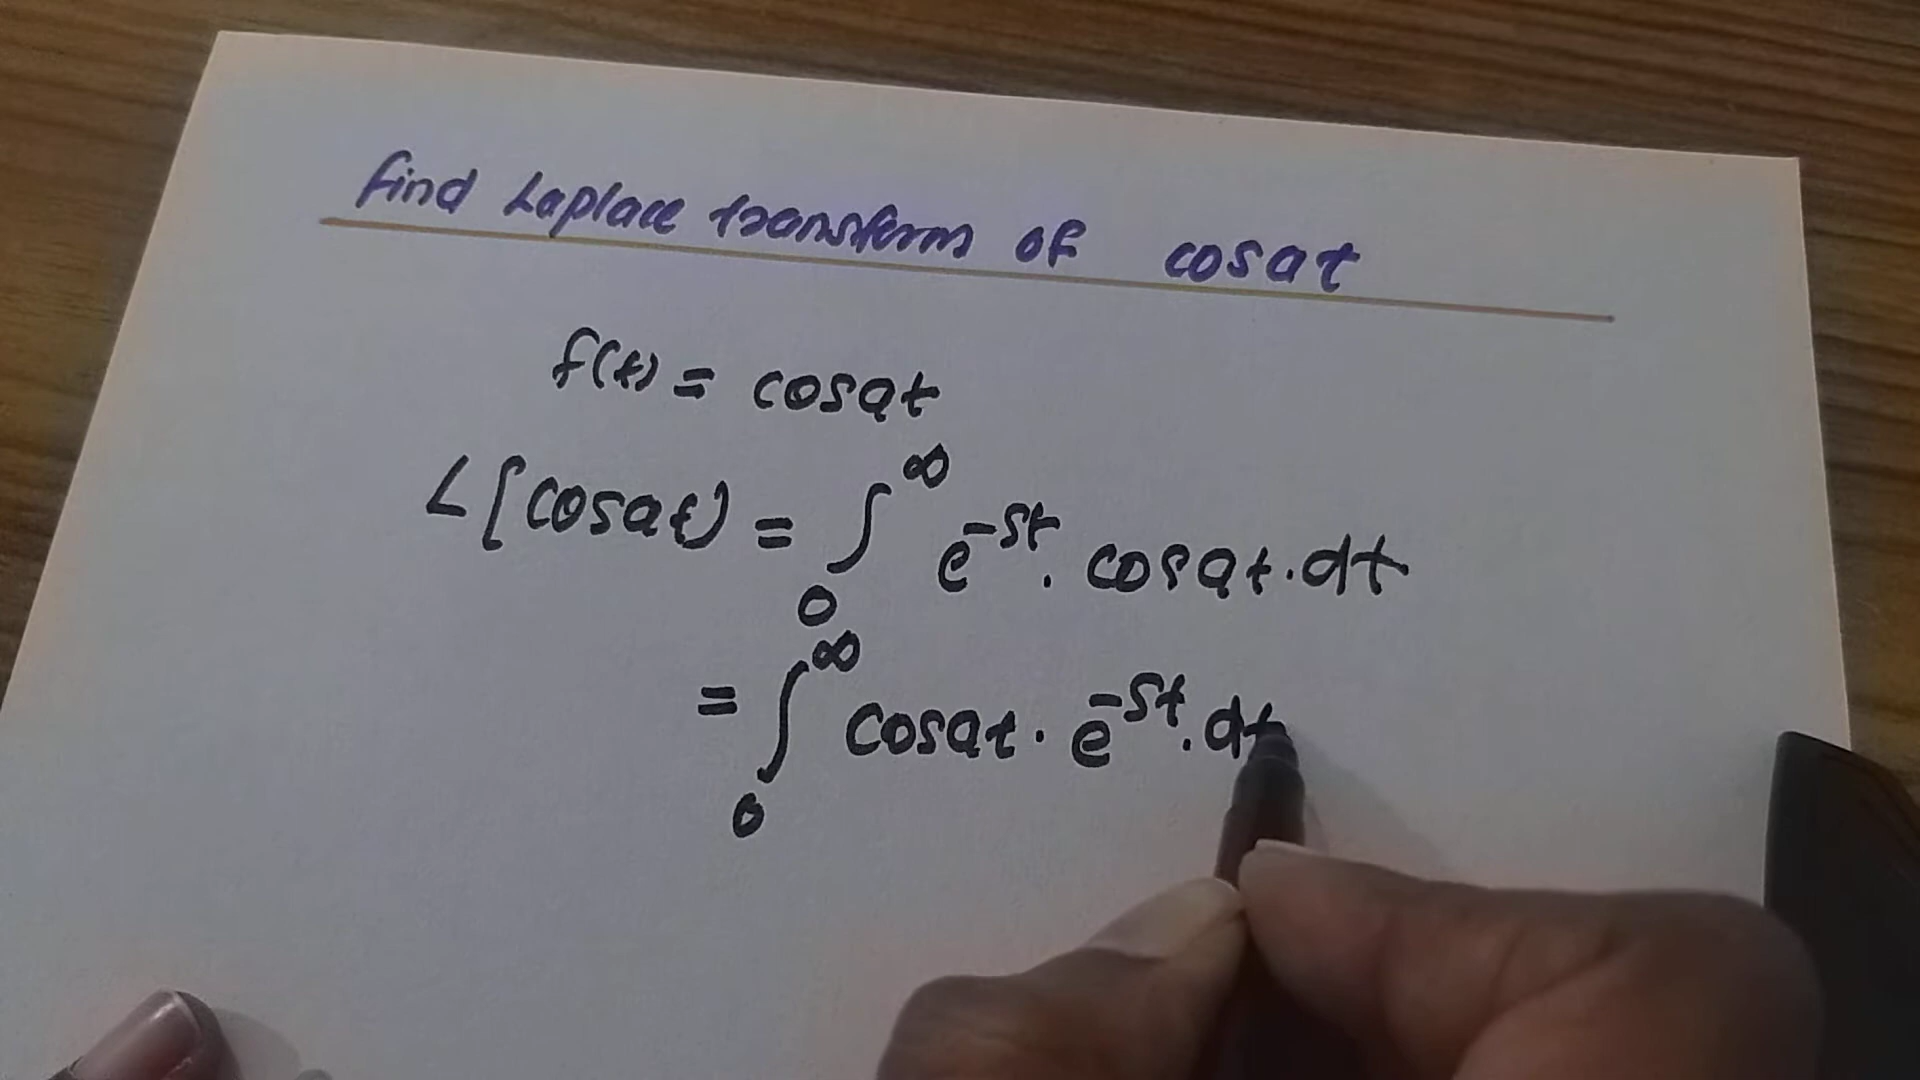 Find Laplace transform of cosat
f(t) = cosat
L[cosat) = ∫₀^∞ e^-st . cosat . dt
= ∫₀^∞ cosat . e^-st . dt